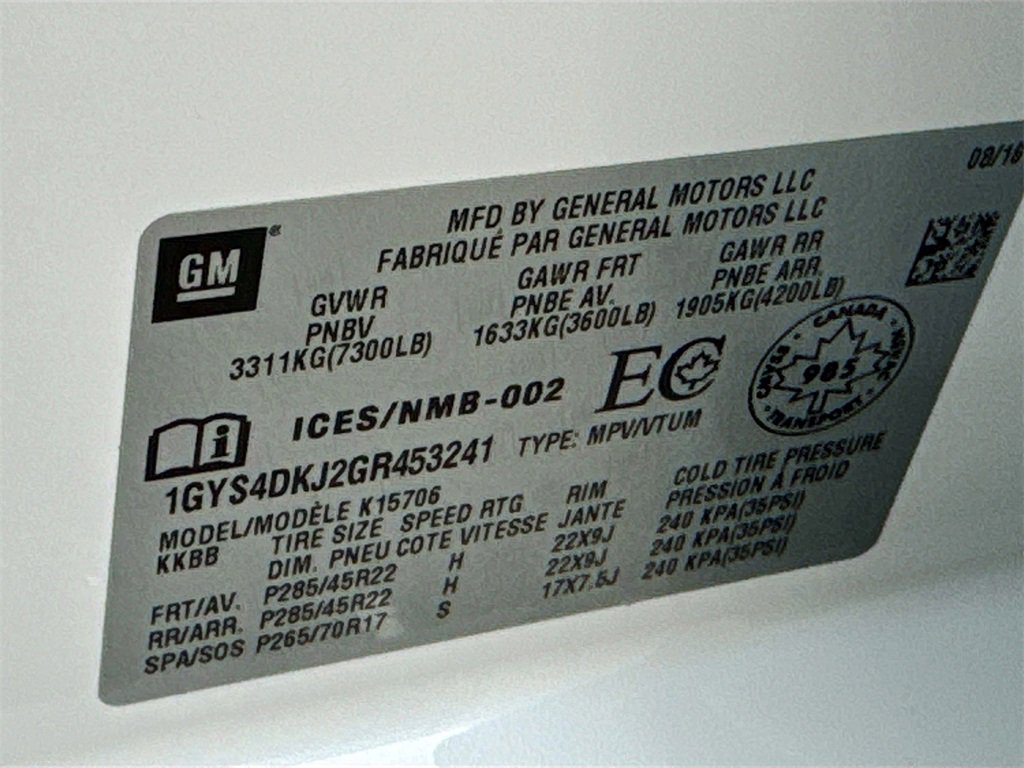 08/16
GM
MFD BY GENERAL MOTORS LLC
FABRIQUÉ PAR GENERAL MOTORS LLC
GVWR GAWR FRT GAWR RR
PNBV PNBE AV. PNBE ARR.
3311KG(7300LB) 1633KG(3600LB) 1905KG(4200LB)
ICES/NMB-002 EC
CANADA
985
TRANSPORT
1GYS4DKJ2GR453241 TYPE: MPV/VTUM
MODEL/MODÈLE K15706
KKBB TIRE SIZE SPEED RTG RIM COLD TIRE PRESSURE
DIM. PNEU COTE VITESSE JANTE PRESSION À FROID
FRT/AV. P285/45R22 H 22X9J 240 KPA(35PSI)
RR/ARR. P285/45R22 H 22X9J 240 KPA(35PSI)
SPA/SOS P265/70R17 S 17X7.5J 240 KPA(35PSI)